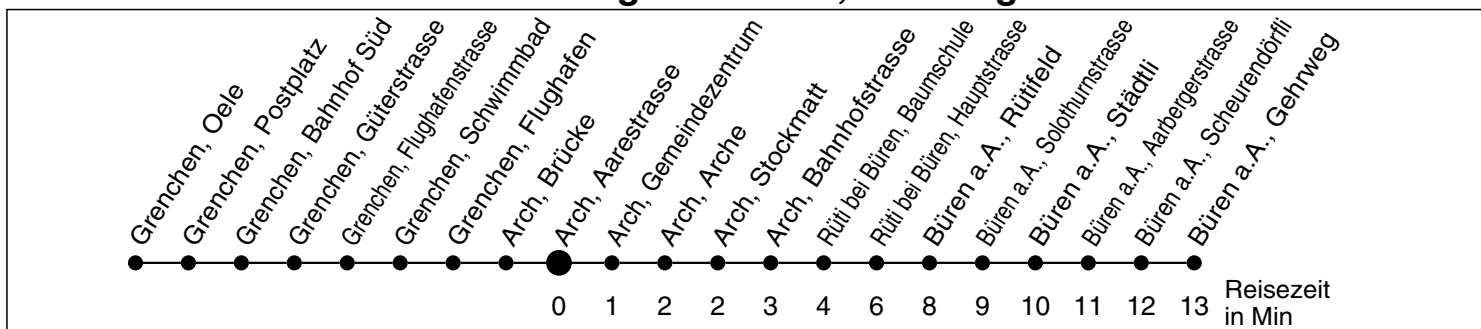 Grenchen, Oele
Grenchen, Postplatz
Grenchen, Bahnhof Süd
Grenchen, Güterstrasse
Grenchen, Flughafenstrasse
Grenchen, Schwimmbad
Grenchen, Flughafen
Arch, Brücke
Arch, Aarestrasse
Arch, Gemeindezentrum
Arch, Arche
Arch, Stockmatt
Arch, Bahnhofstrasse
Rüti bei Büren, Baumschule
Rüti bei Büren, Hauptstrasse
Büren a.A., Rütifeld
Büren a.A., Solothurnstrasse
Büren a.A., Städtli
Büren a.A., Aarbergerstrasse
Büren a.A., Scheurendörfli
Büren a.A., Gehrweg
0 1 2 2 3 4 6 8 9 10 11 12 13 Reisezeit
in Min